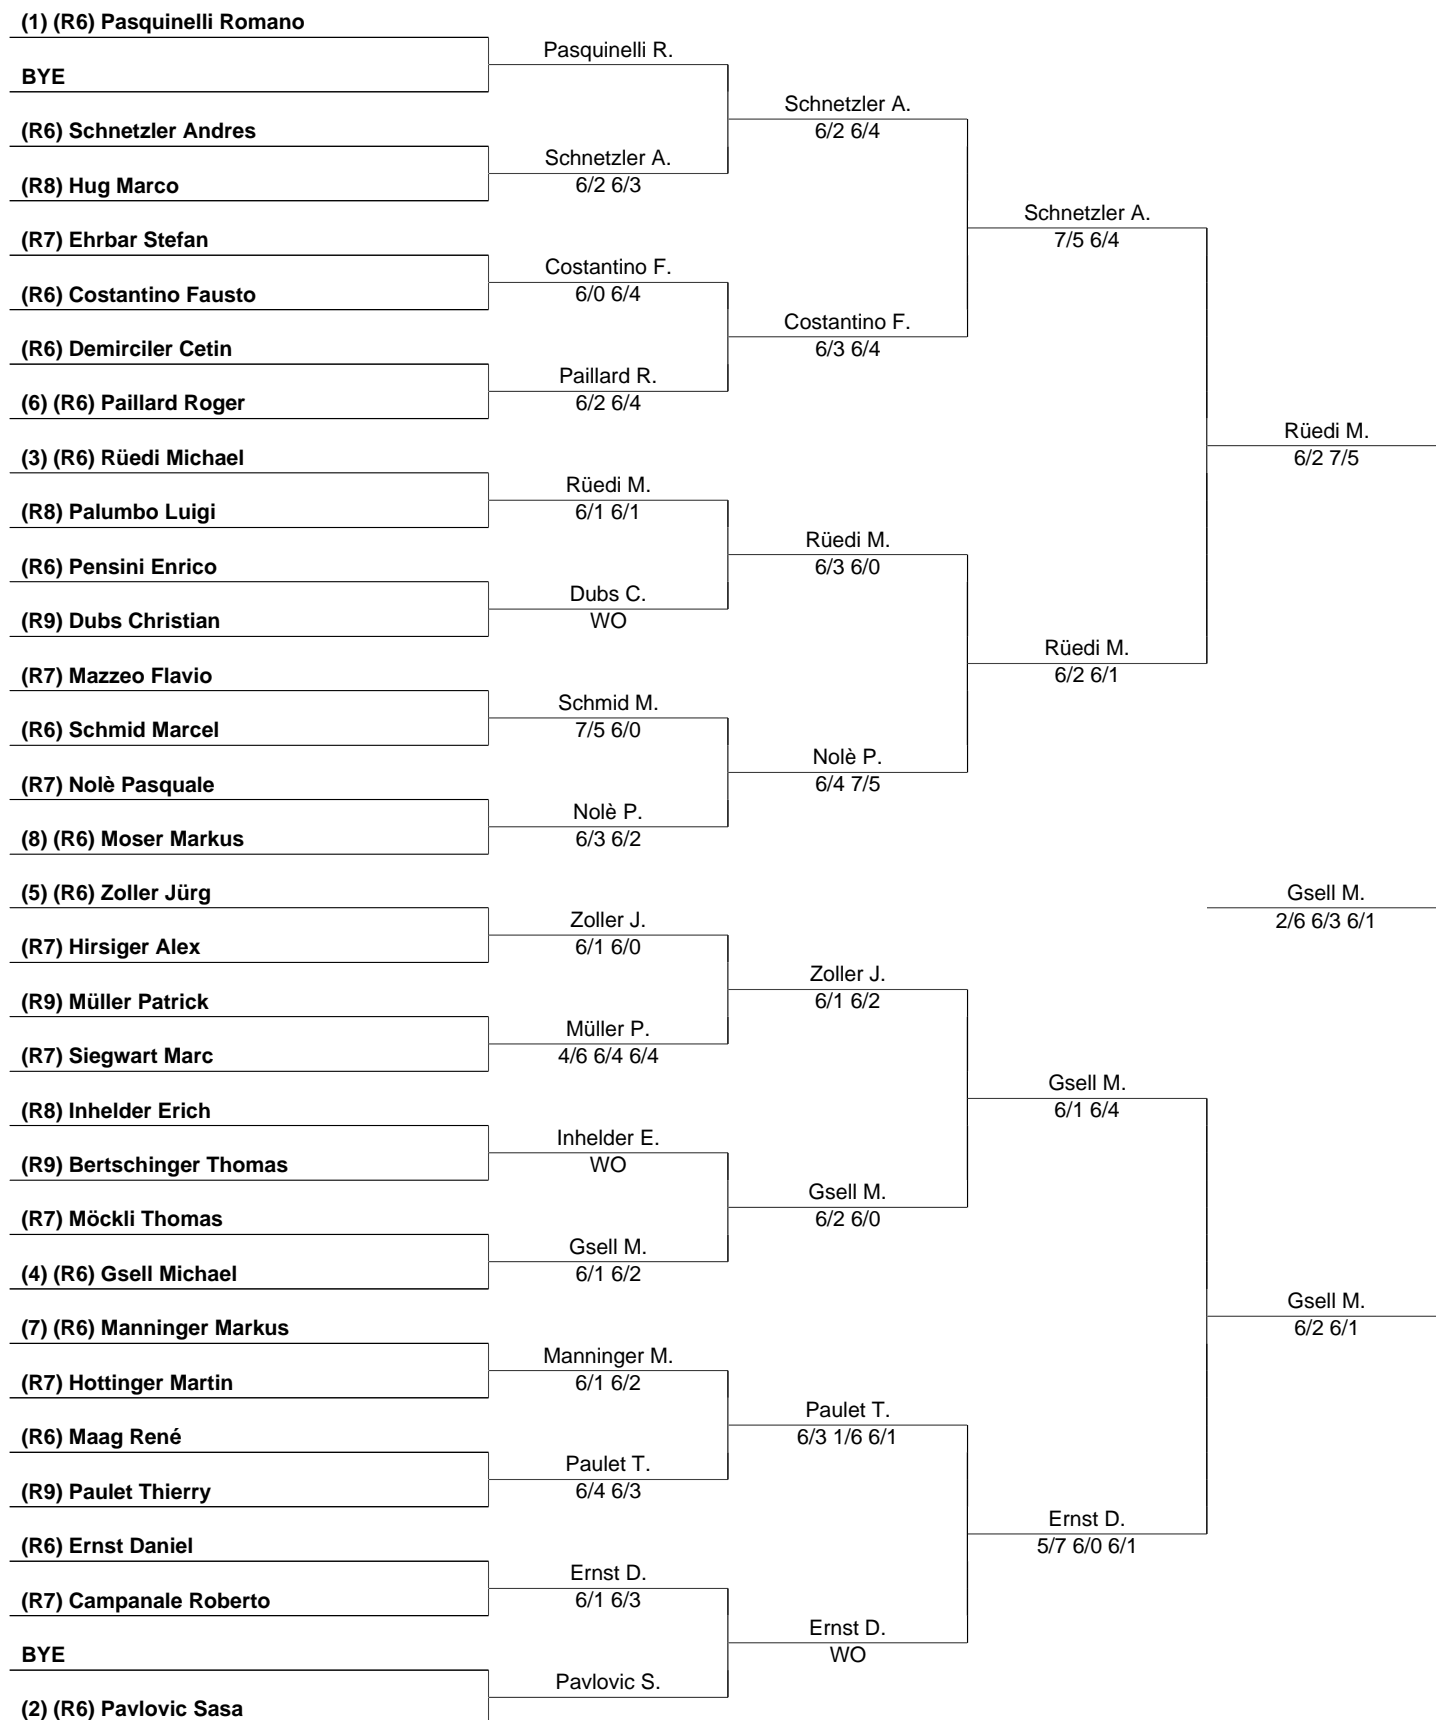 (1) (R6) Pasquinelli Romano
Pasquinelli R.
BYE
Schnetzler A.
6/2 6/4
(R6) Schnetzler Andres
Schnetzler A.
6/2 6/3
(R8) Hug Marco
Schnetzler A.
7/5 6/4
(R7) Ehrbar Stefan
Costantino F.
6/0 6/4
(R6) Costantino Fausto
Costantino F.
6/3 6/4
(R6) Demirciler Cetin
Paillard R.
6/2 6/4
(6) (R6) Paillard Roger
Rüedi M.
6/2 7/5
(3) (R6) Rüedi Michael
Rüedi M.
6/1 6/1
(R8) Palumbo Luigi
Rüedi M.
6/3 6/0
(R6) Pensini Enrico
Dubs C.
WO
(R9) Dubs Christian
Rüedi M.
6/2 6/1
(R7) Mazzeo Flavio
Schmid M.
7/5 6/0
(R6) Schmid Marcel
Nolè P.
6/4 7/5
(R7) Nolè Pasquale
Nolè P.
6/3 6/2
(8) (R6) Moser Markus
(5) (R6) Zoller Jürg
Gsell M.
2/6 6/3 6/1
Zoller J.
6/1 6/0
(R7) Hirsiger Alex
Zoller J.
6/1 6/2
(R9) Müller Patrick
Müller P.
4/6 6/4 6/4
(R7) Siegwart Marc
Gsell M.
6/1 6/4
(R8) Inhelder Erich
Inhelder E.
WO
(R9) Bertschinger Thomas
Gsell M.
6/2 6/0
(R7) Möckli Thomas
Gsell M.
6/1 6/2
(4) (R6) Gsell Michael
Gsell M.
6/2 6/1
(7) (R6) Manninger Markus
Manninger M.
6/1 6/2
(R7) Hottinger Martin
Paulet T.
6/3 1/6 6/1
(R6) Maag René
Paulet T.
6/4 6/3
(R9) Paulet Thierry
Ernst D.
5/7 6/0 6/1
(R6) Ernst Daniel
Ernst D.
6/1 6/3
(R7) Campanale Roberto
Ernst D.
WO
BYE
Pavlovic S.
(2) (R6) Pavlovic Sasa